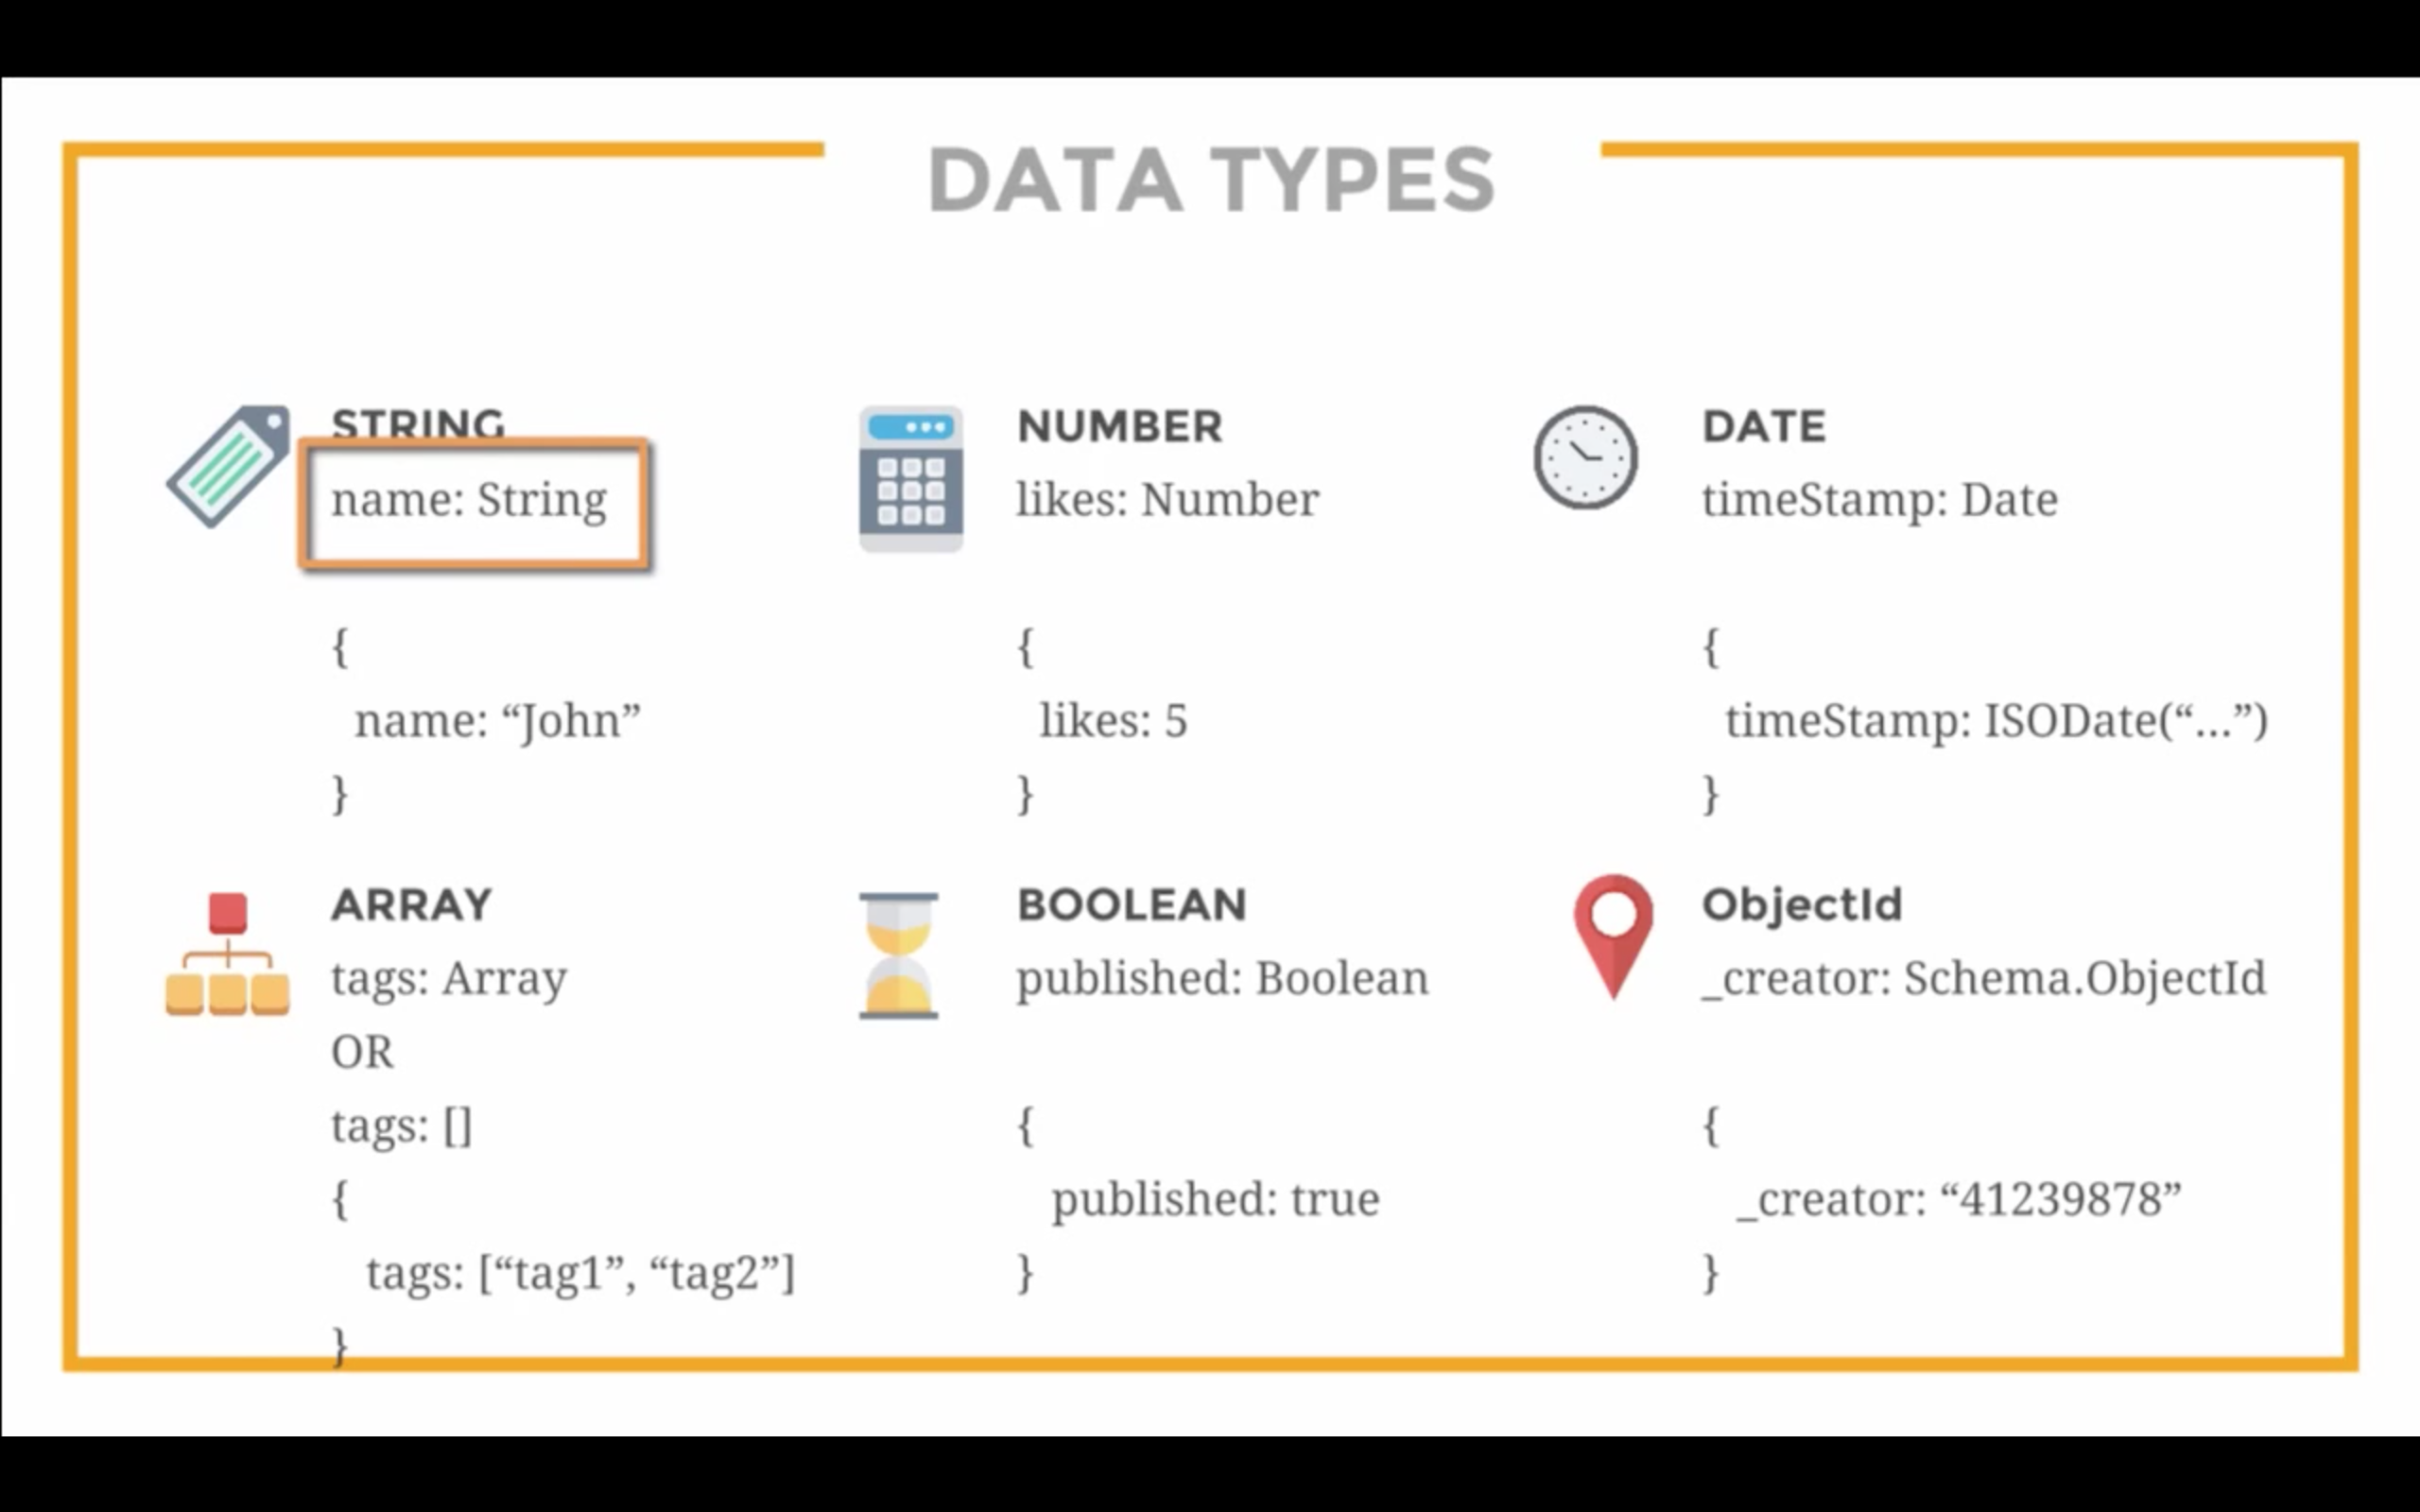 DATA TYPES
STRING
name: String
{
name: “John”
}
NUMBER
likes: Number
{
likes: 5
}
DATE
timeStamp: Date
{
timeStamp: ISODate(“...”)
}
ARRAY
tags: Array
OR
tags: []
{
tags: [“tag1”, “tag2”]
}
BOOLEAN
published: Boolean
{
published: true
}
ObjectId
_creator: Schema.ObjectId
{
_creator: “41239878”
}